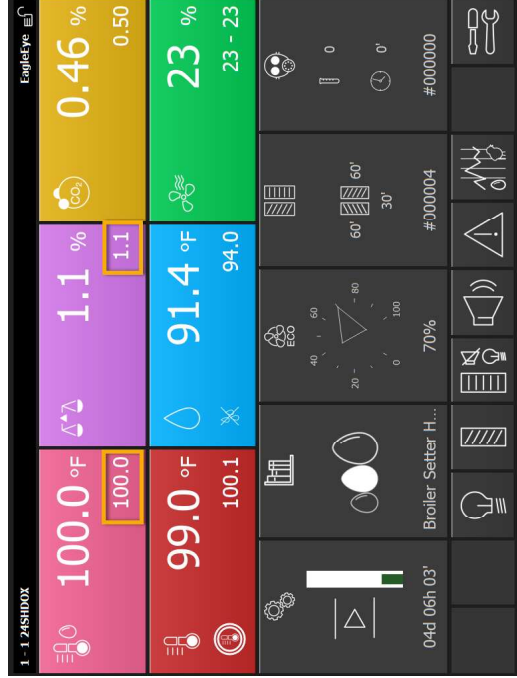 1 - 1 24SHDOX
EagleEye
100.0 °F
100.0
1.1 %
1.1
CO2
0.46 %
0.50
99.0 °F
100.1
91.4 °F
94.0
23 %
23 - 23
04d 06h 03'
Broiler Setter H...
ECO
0
20
40
60
80
100
70%
60' 60'
30'
#000004
0
0'
#000000